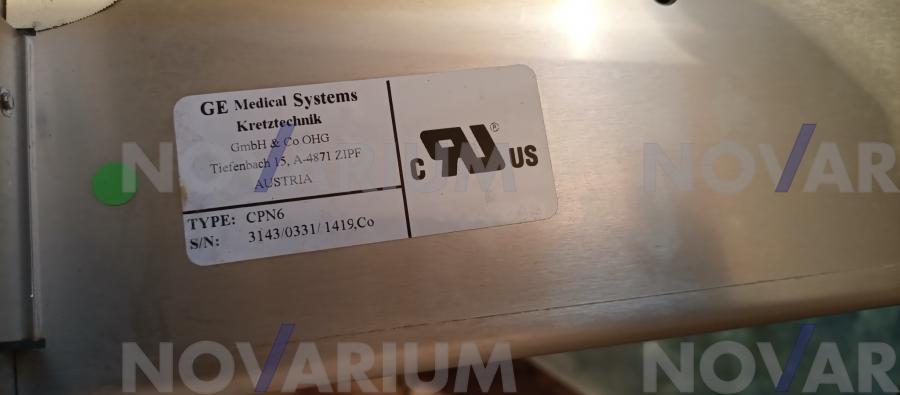 GE Medical Systems
Kretztechnik
GmbH & Co OHG
Tiefenbach 15, A-4871 ZIPF
AUSTRIA
TYPE: CPN6
S/N: 3143/0331/1419,Co
C RU ® US
NOVARIUM
NOVAR
NOVARIUM
NOVAR